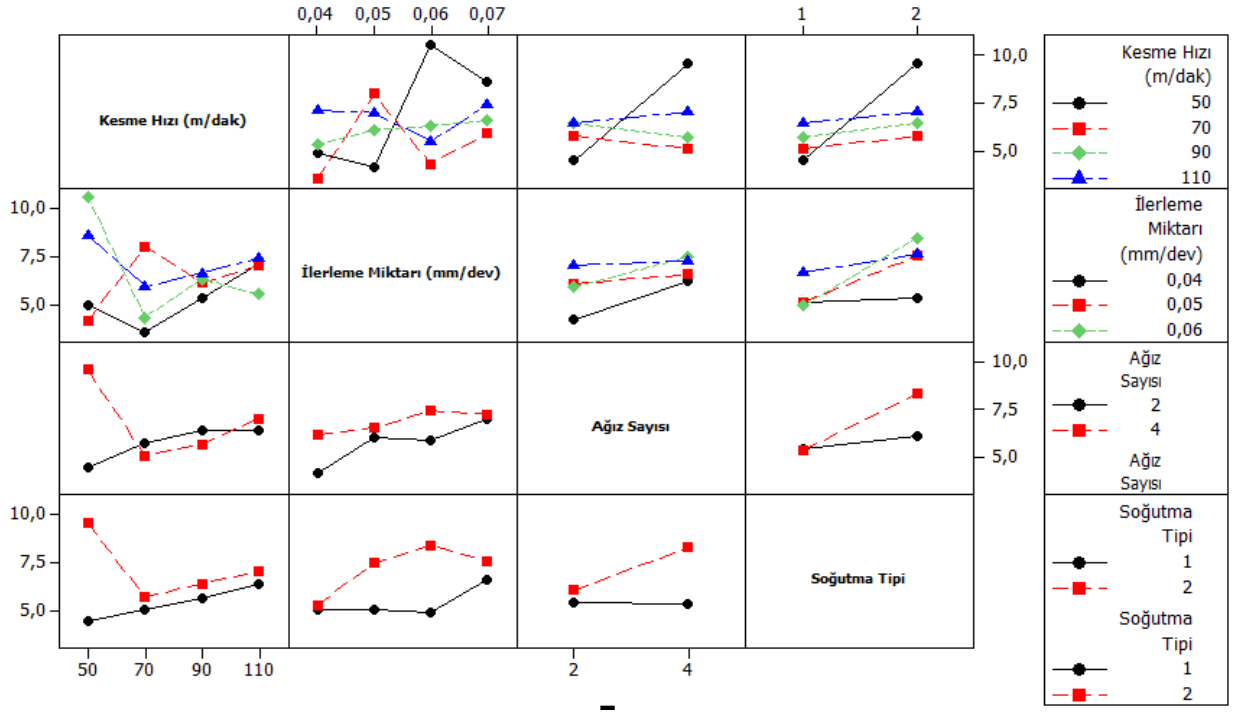 0,04 0,05 0,06 0,07
1 2
Kesme Hızı (m/dak)
10,0
7,5
5,0
Kesme Hızı
(m/dak)
50
70
90
110
10,0
7,5
5,0
İlerleme Miktarı (mm/dev)
İlerleme
Miktarı
(mm/dev)
0,04
0,05
0,06
Ağız Sayısı
10,0
7,5
5,0
Ağız
Sayısı
2
4
Ağız
Sayısı
10,0
7,5
5,0
Soğutma Tipi
Soğutma
Tipi
1
2
Soğutma
Tipi
1
2
50 70 90 110
2 4